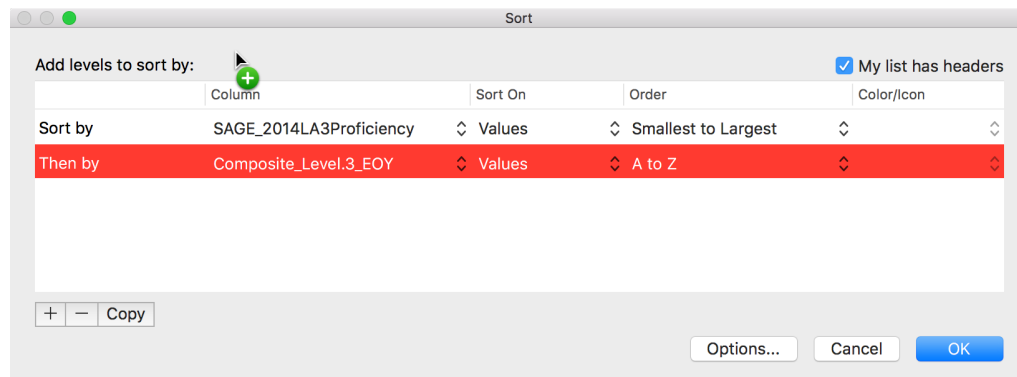 Sort
Add levels to sort by:
My list has headers
Column Sort On Order Color/Icon
Sort by SAGE_2014LA3Proficiency Values Smallest to Largest
Then by Composite_Level.3_EOY Values A to Z
+ − Copy
Options... Cancel OK